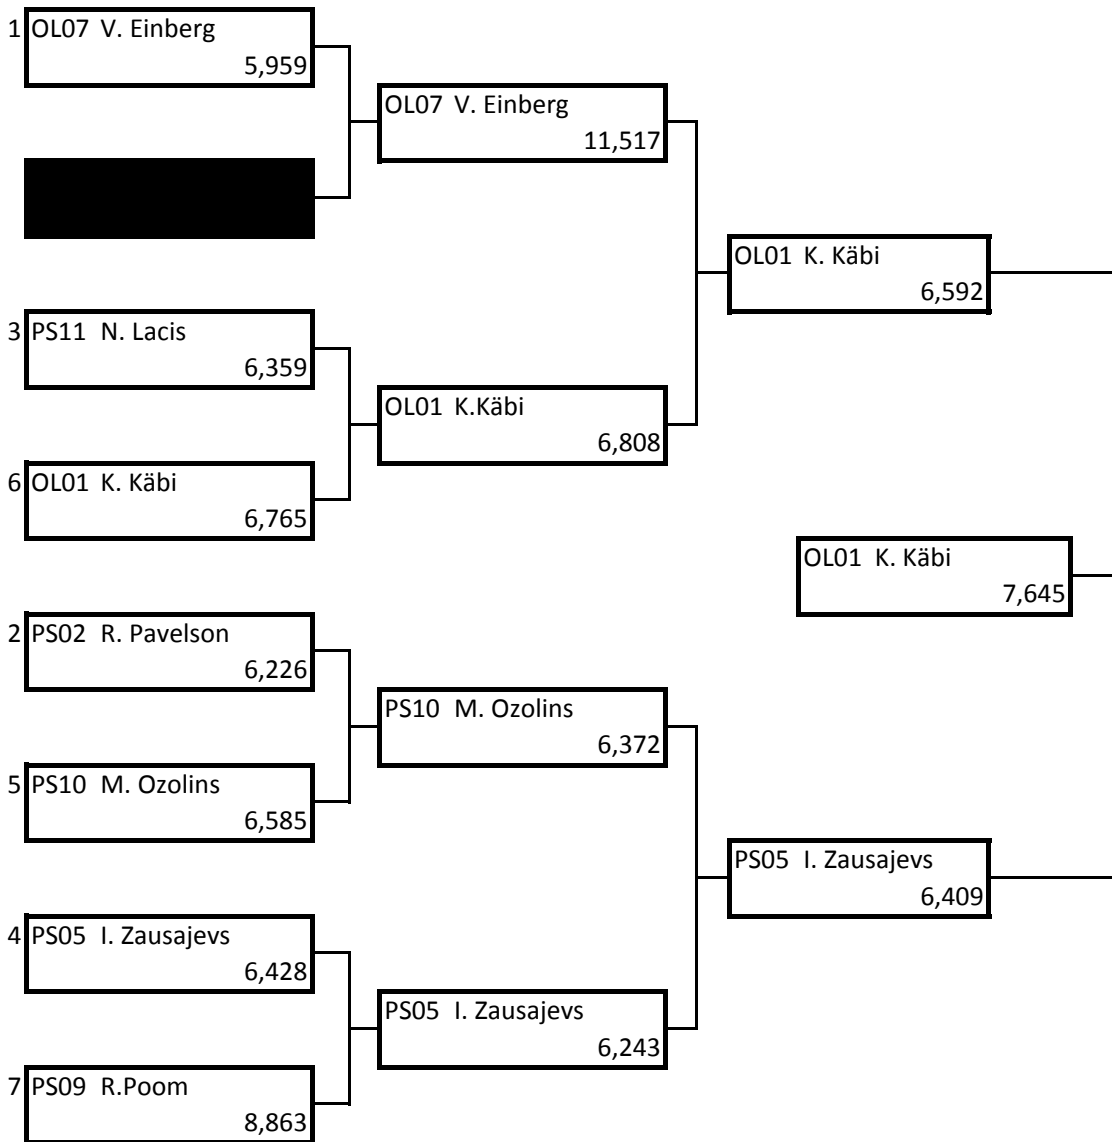 1 OL07 V. Einberg
5,959
OL07 V. Einberg
11,517
OL01 K. Käbi
6,592
3 PS11 N. Lacis
6,359
OL01 K.Käbi
6,808
6 OL01 K. Käbi
6,765
OL01 K. Käbi
7,645
2 PS02 R. Pavelson
6,226
PS10 M. Ozolins
6,372
5 PS10 M. Ozolins
6,585
PS05 I. Zausajevs
6,409
4 PS05 I. Zausajevs
6,428
PS05 I. Zausajevs
6,243
7 PS09 R.Poom
8,863